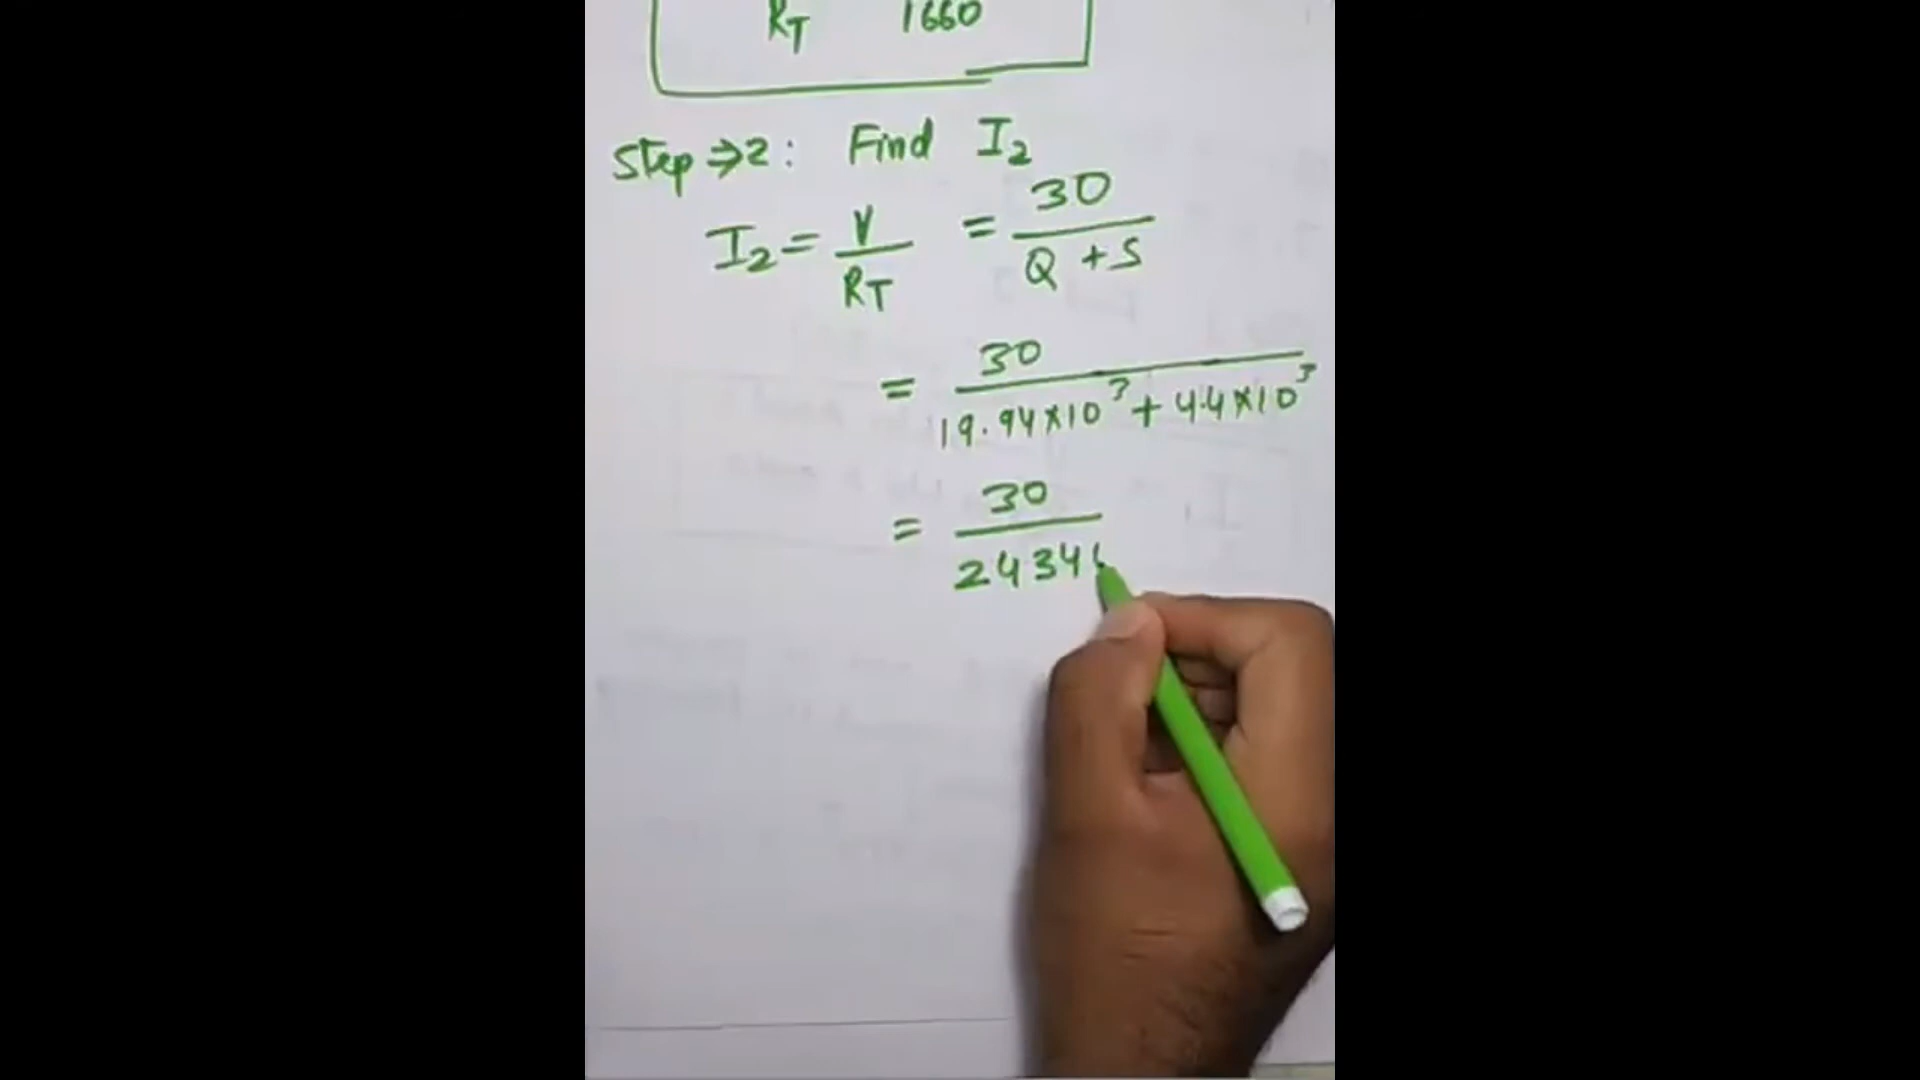 RT 1660
Step ⇒ 2: Find I₂
I₂ = V/RT = 30/(Q + S)
= 30/(19.94×10³ + 4.4×10³)
= 30/2434